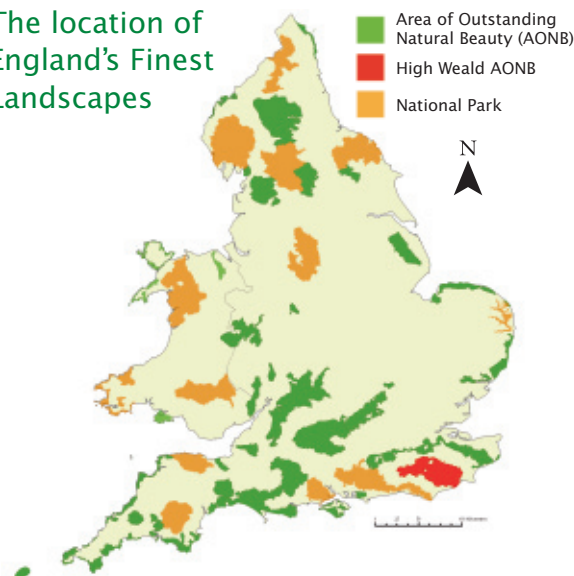 The location of
England's Finest
Landscapes
Area of Outstanding
Natural Beauty (AONB)
High Weald AONB
National Park
N